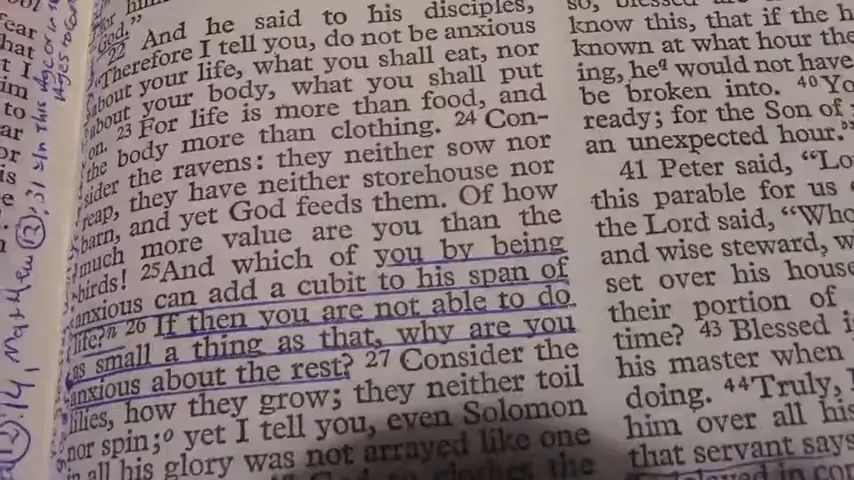 for him
God."
22 And he said to his disciples,
"Therefore I tell you, do not be anxious
about your life, what you shall eat, nor
about your body, what you shall put
on. 23 For life is more than food, and
the body more than clothing. 24 Con-
sider the ravens: they neither sow nor
reap, they have neither storehouse nor
barn, and yet God feeds them. Of how
much more value are you than the
birds! 25And which of you by being
anxious can add a cubit to his span of
life?n 26 If then you are not able to do
as small a thing as that, why are you
anxious about the rest? 27 Consider the
lilies, how they grow; they neither toil
nor spin;o yet I tell you, even Solomon
in all his glory was not arrayed like one
know this, that if the h
known at what hour the
ing, heq would not have
be broken into. 40 Yo
ready; for the Son of
an unexpected hour."
41 Peter said, "Lo
this parable for us
the Lord said, "Who
and wise steward, w
set over his house
their portion of
time? 43 Blessed i
his master when
doing. 44Truly, I
him over all his
that servant says